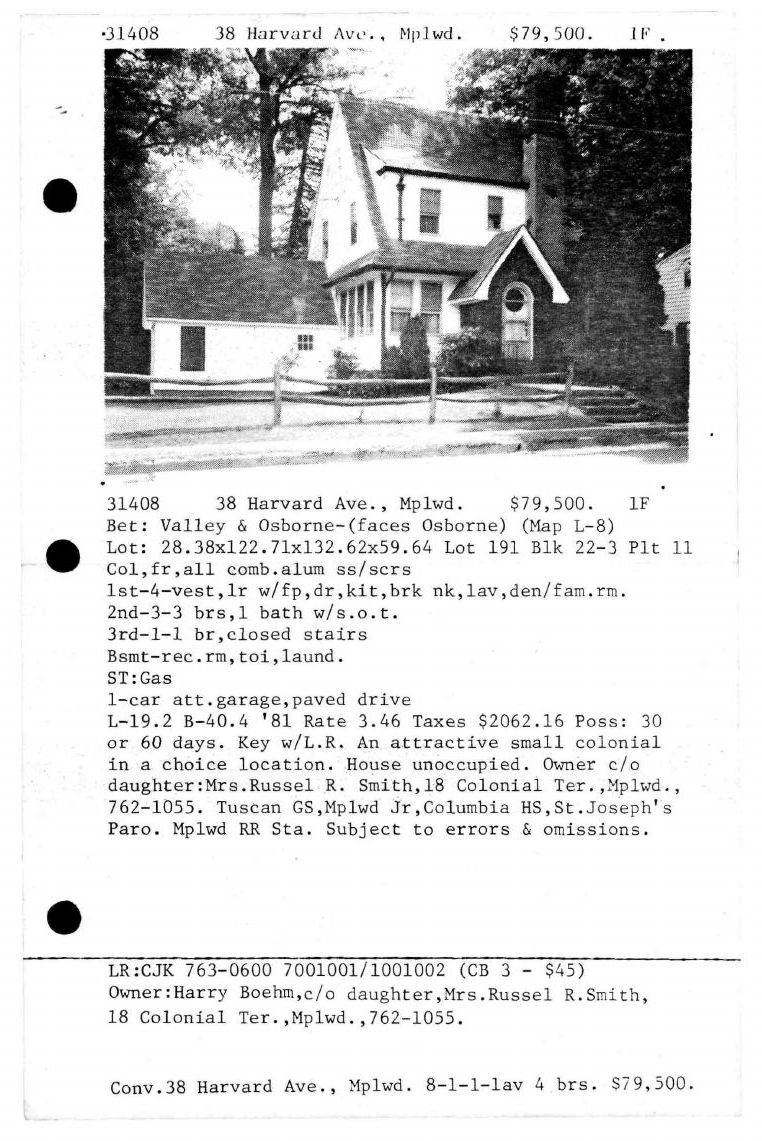 31408 38 Harvard Ave., Mplwd. $79,500. 1F.
31408 38 Harvard Ave., Mplwd. $79,500. 1F
Bet: Valley & Osborne-(faces Osborne) (Map L-8)
Lot: 28.38x122.71x132.62x59.64 Lot 191 Blk 22-3 Plt 11
Col,fr,all comb.alum ss/scrs
1st-4-vest,lr w/fp,dr,kit,brk nk,lav,den/fam.rm.
2nd-3-3 brs,1 bath w/s.o.t.
3rd-1-1 br,closed stairs
Bsmt-rec.rm,toi,laund.
ST:Gas
1-car att.garage,paved drive
L-19.2 B-40.4 '81 Rate 3.46 Taxes $2062.16 Poss: 30
or 60 days. Key w/L.R. An attractive small colonial
in a choice location. House unoccupied. Owner c/o
daughter:Mrs.Russel R. Smith,18 Colonial Ter.,Mplwd.,
762-1055. Tuscan GS,Mplwd Jr,Columbia HS,St.Joseph's
Paro. Mplwd RR Sta. Subject to errors & omissions.
LR:CJK 763-0600 7001001/1001002 (CB 3 - $45)
Owner:Harry Boehm,c/o daughter,Mrs.Russel R.Smith,
18 Colonial Ter.,Mplwd.,762-1055.
Conv.38 Harvard Ave., Mplwd. 8-1-1-lav 4 brs. $79,500.